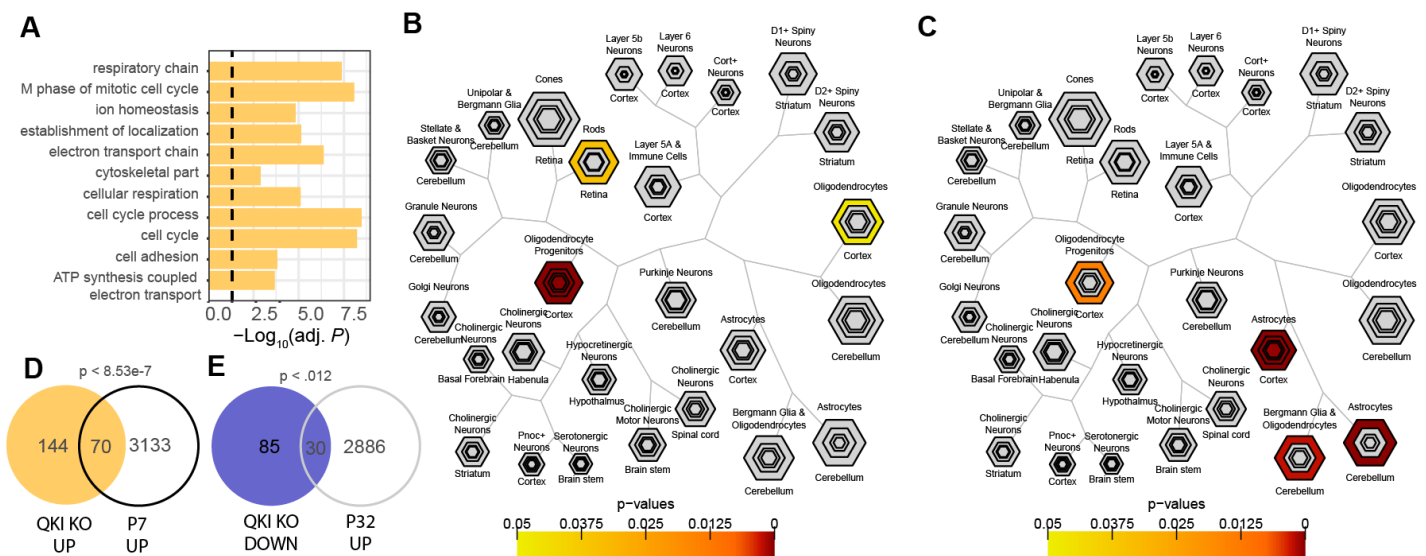 A
respiratory chain
M phase of mitotic cell cycle
ion homeostasis
establishment of localization
electron transport chain
cytoskeletal part
cellular respiration
cell cycle process
cell cycle
cell adhesion
ATP synthesis coupled
electron transport
0.0 2.5 5.0 7.5
−Log10(adj. P)
B
Layer 5b
Neurons
Cortex
Layer 6
Neurons
Cortex
Cort+
Neurons
Cortex
D1+ Spiny
Neurons
Striatum
D2+ Spiny
Neurons
Striatum
Cones
Retina
Unipolar &
Bergmann Glia
Cerebellum
Rods
Retina
Stellate &
Basket Neurons
Cerebellum
Layer 5A &
Immune Cells
Cortex
Oligodendrocytes
Cortex
Granule Neurons
Cerebellum
Oligodendrocyte
Progenitors
Cortex
Purkinje Neurons
Cerebellum
Oligodendrocytes
Cerebellum
Golgi Neurons
Cerebellum
Cholinergic
Neurons
Basal Forebrain
Cholinergic
Neurons
Habenula
Hypocretinergic
Neurons
Hypothalmus
Astrocytes
Cortex
Cholinergic
Neurons
Spinal cord
Cholinergic
Motor Neurons
Brain stem
Bergmann Glia &
Oligodendrocytes
Cerebellum
Astrocytes
Cerebellum
Cholinergic
Neurons
Striatum
Pnoc+
Neurons
Cortex
Serotonergic
Neurons
Brain stem
p-values
0.05 0.0375 0.025 0.0125 0
C
Layer 5b
Neurons
Cortex
Layer 6
Neurons
Cortex
Cort+
Neurons
Cortex
D1+ Spiny
Neurons
Striatum
D2+ Spiny
Neurons
Striatum
Cones
Retina
Unipolar &
Bergmann Glia
Cerebellum
Rods
Retina
Stellate &
Basket Neurons
Cerebellum
Layer 5A &
Immune Cells
Cortex
Oligodendrocytes
Cortex
Granule Neurons
Cerebellum
Oligodendrocyte
Progenitors
Cortex
Purkinje Neurons
Cerebellum
Oligodendrocytes
Cerebellum
Golgi Neurons
Cerebellum
Cholinergic
Neurons
Basal Forebrain
Cholinergic
Neurons
Habenula
Hypocretinergic
Neurons
Hypothalmus
Astrocytes
Cortex
Cholinergic
Neurons
Spinal cord
Cholinergic
Motor Neurons
Brain stem
Bergmann Glia &
Oligodendrocytes
Cerebellum
Astrocytes
Cerebellum
Cholinergic
Neurons
Striatum
Pnoc+
Neurons
Cortex
Serotonergic
Neurons
Brain stem
p-values
0.05 0.0375 0.025 0.0125 0
D
p < 8.53e-7
144 70 3133
QKI KO
UP
P7
UP
E
p < .012
85 30 2886
QKI KO
DOWN
P32
UP